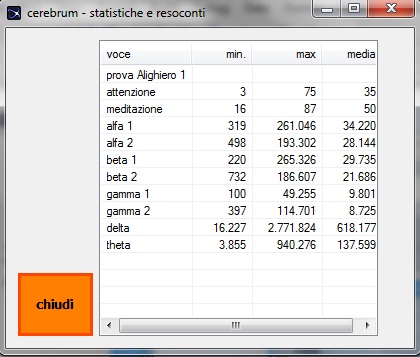 cerebrum - statistiche e resoconti
voce min. max media
prova Alighiero 1
attenzione 3 75 35
meditazione 16 87 50
alfa 1 319 261.046 34.220
alfa 2 498 193.302 28.144
beta 1 220 265.326 29.735
beta 2 732 186.607 21.686
gamma 1 100 49.255 9.801
gamma 2 397 114.701 8.725
delta 16.227 2.771.824 618.177
theta 3.855 940.276 137.599
chiudi